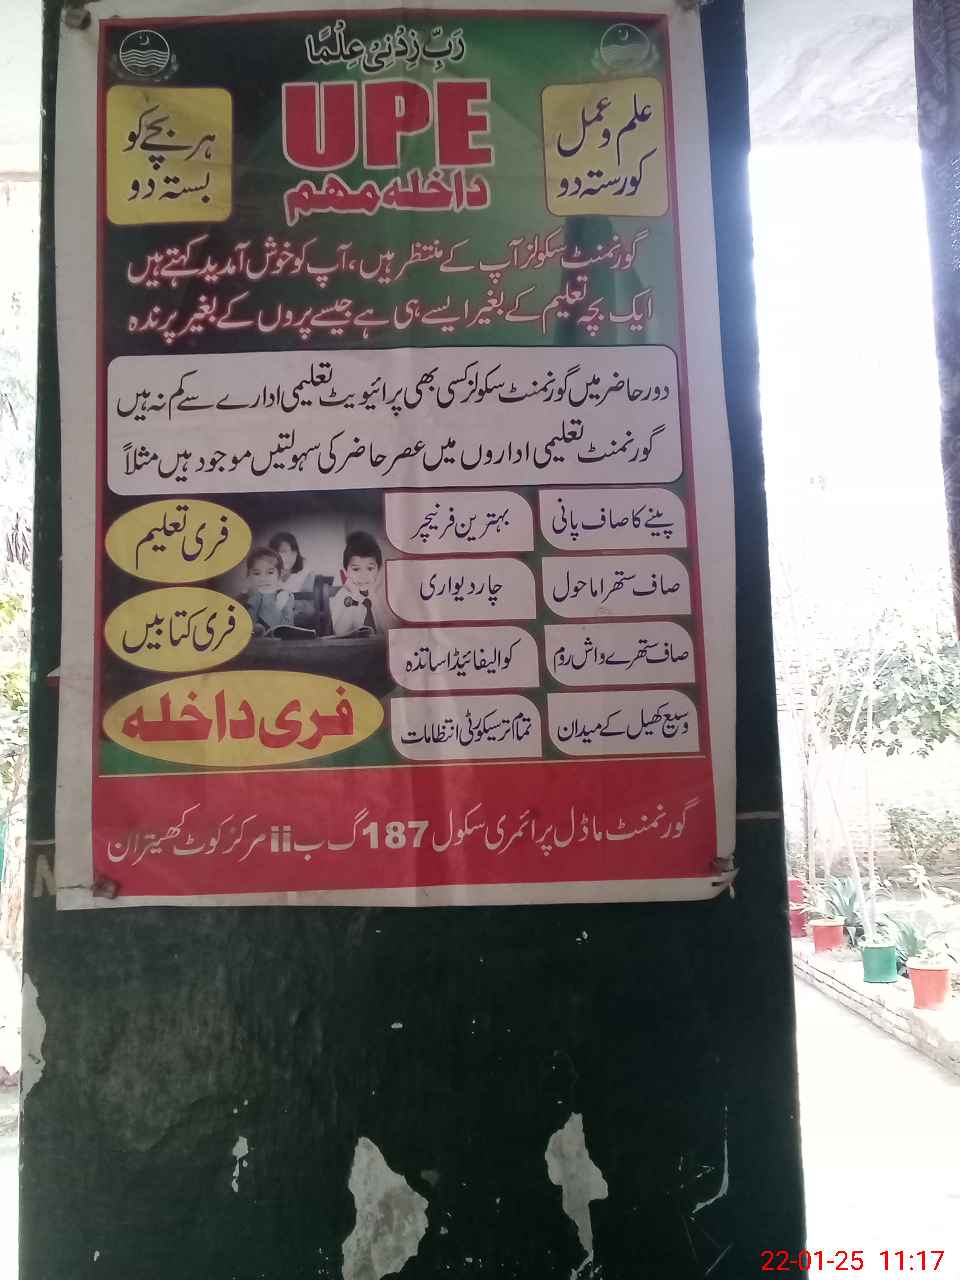 رَبِّ زِدْنِیْ عِلْمًا
علم و عمل
کو رستہ دو
UPE
داخلہ مہم
ہر بچے کو
بستہ دو
گورنمنٹ سکولز آپ کے منتظر ہیں، آپ کو خوش آمدید کہتے ہیں
ایک بچہ تعلیم کے بغیر ایسے ہی ہے جیسے پروں کے بغیر پرندہ
دور حاضر میں گورنمنٹ سکولز کسی بھی پرائیویٹ تعلیمی ادارے سے کم نہ ہیں
گورنمنٹ تعلیمی اداروں میں عصر حاضر کی سہولتیں موجود ہیں مثلاً
پینے کا صاف پانی
بہترین فرنیچر
فری تعلیم
صاف ستھرا ماحول
چار دیواری
فری کتابیں
صاف ستھرے واش روم
کوالیفائیڈ اساتذہ
وسیع کھیل کے میدان
تمام تر سیکورٹی انتظامات
فری داخلہ
گورنمنٹ ماڈل پرائمری سکول 187 گ ب ii مرکز کوٹ کھیتران
22-01-25 11:17